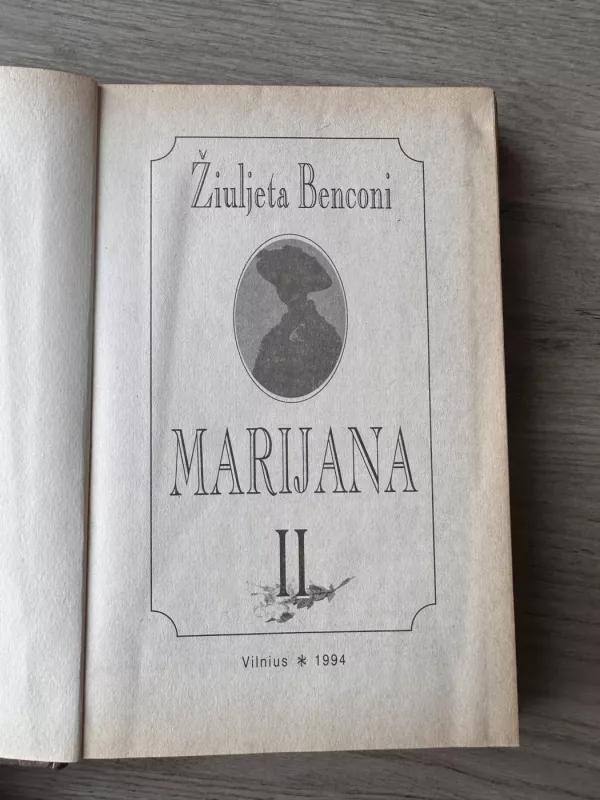 Žiuljeta Benconi
MARIJANA
II
Vilnius * 1994